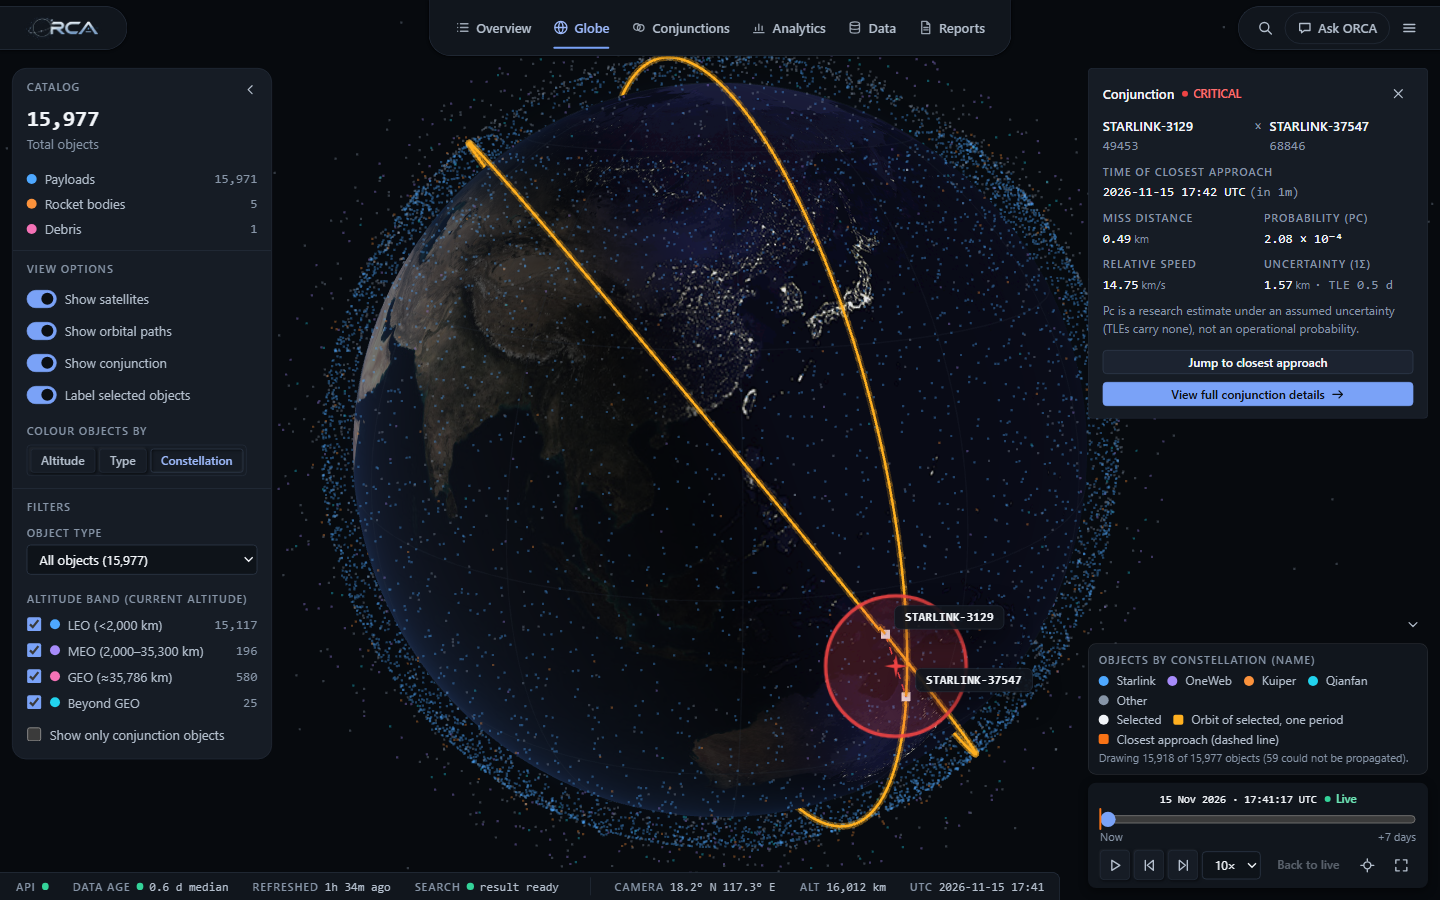 ORCA
Overview
Globe
Conjunctions
Analytics
Data
Reports
Ask ORCA
CATALOG
15,977
Total objects
Payloads 15,971
Rocket bodies 5
Debris 1
VIEW OPTIONS
Show satellites
Show orbital paths
Show conjunction
Label selected objects
COLOUR OBJECTS BY
Altitude Type Constellation
FILTERS
OBJECT TYPE
All objects (15,977)
ALTITUDE BAND (CURRENT ALTITUDE)
LEO (<2,000 km) 15,117
MEO (2,000–35,300 km) 196
GEO (≈35,786 km) 580
Beyond GEO 25
Show only conjunction objects
STARLINK-3129
STARLINK-37547
Conjunction CRITICAL
STARLINK-3129 × STARLINK-37547
49453 68846
TIME OF CLOSEST APPROACH
2026-11-15 17:42 UTC (in 1m)
MISS DISTANCE PROBABILITY (PC)
0.49 km 2.08 × 10⁻⁴
RELATIVE SPEED UNCERTAINTY (1Σ)
14.75 km/s 1.57 km · TLE 0.5 d
Pc is a research estimate under an assumed uncertainty
(TLEs carry none), not an operational probability.
Jump to closest approach
View full conjunction details →
OBJECTS BY CONSTELLATION (NAME)
Starlink OneWeb Kuiper Qianfan
Other
Selected Orbit of selected, one period
Closest approach (dashed line)
Drawing 15,918 of 15,977 objects (59 could not be propagated).
15 Nov 2026 · 17:41:17 UTC Live
Now +7 days
10× Back to live
API DATA AGE 0.6 d median REFRESHED 1h 34m ago SEARCH result ready CAMERA 18.2° N 117.3° E ALT 16,012 km UTC 2026-11-15 17:41